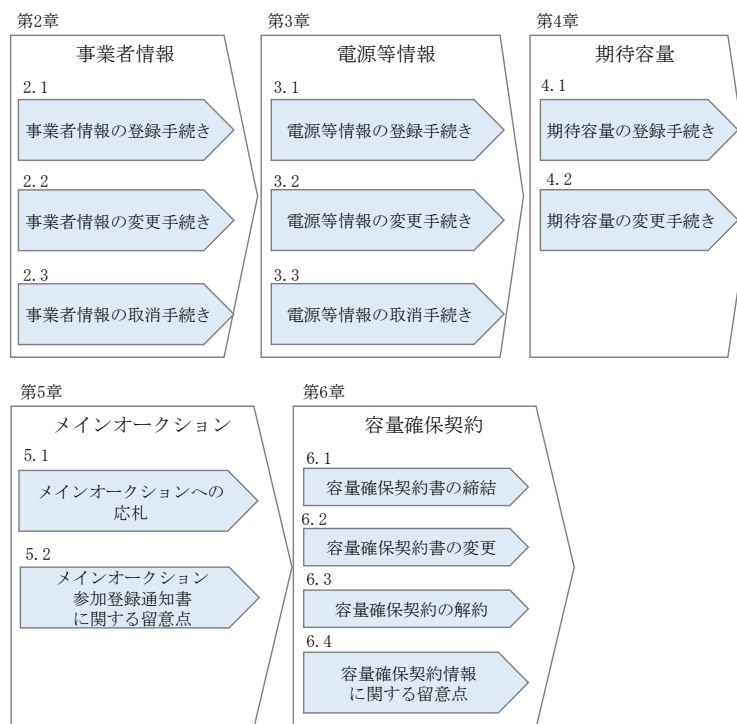 第2章
事業者情報
2.1
事業者情報の登録手続き
2.2
事業者情報の変更手続き
2.3
事業者情報の取消手続き
第3章
電源等情報
3.1
電源等情報の登録手続き
3.2
電源等情報の変更手続き
3.3
電源等情報の取消手続き
第4章
期待容量
4.1
期待容量の登録手続き
4.2
期待容量の変更手続き
第5章
メインオークション
5.1
メインオークションへの
応札
5.2
メインオークション
参加登録通知書
に関する留意点
第6章
容量確保契約
6.1
容量確保契約書の締結
6.2
容量確保契約書の変更
6.3
容量確保契約の解約
6.4
容量確保契約情報
に関する留意点